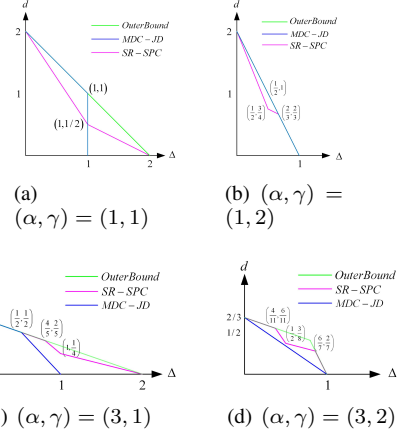 d
OuterBound
MDC – JD
SR – SPC
2
(1,1)
(1,1/2)
1
2
Δ
(a)
(α, γ) = (1, 1)
d
OuterBound
MDC – JD
SR – SPC
2
(1/2, 1)
1
(1/2, 3/4)
(2/3, 2/3)
1
Δ
(b) (α, γ) =
(1, 2)
OuterBound
SR – SPC
MDC – JD
(1/2, 1/2)
(4/5, 2/5)
(1, 1/4)
1
2
Δ
) (α, γ) = (3, 1)
d
OuterBound
SR – SPC
MDC – JD
2/3
1/2
(4/11, 6/11)
(1/2, 3/8)
(6/7, 2/7)
1
Δ
(d) (α, γ) = (3, 2)